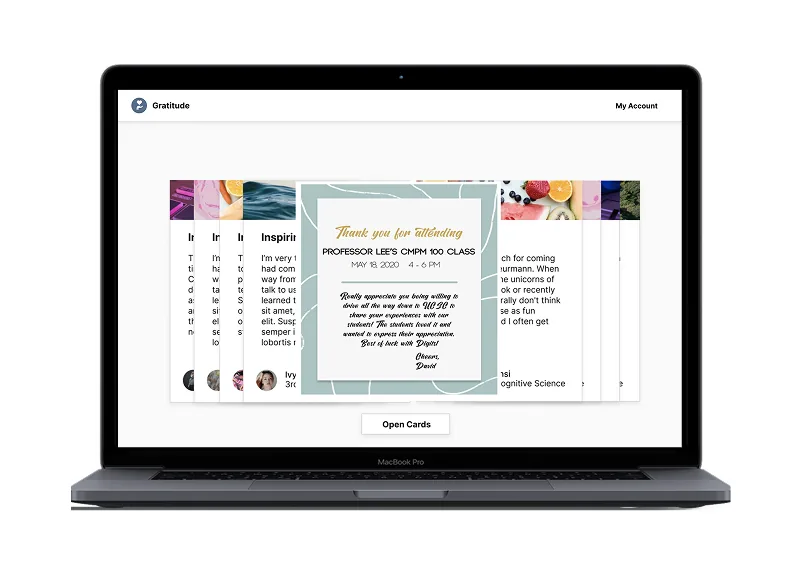 Gratitude
My Account
Thank you for attending
PROFESSOR LEE'S CMPM 100 CLASS
MAY 18, 2020 4 - 6 PM
Really appreciate you being willing to
drive all the way down to UCSC to
share your experiences with our
students! The students loved it and
wanted to express their appreciation.
Best of luck with Digits!
Cheers,
David
Inspirin
I'm very t
had com
way from
talk to us
learned t
sit amet,
elit. Susp
semper i
lobortis
Ivy
3rd
ch for coming
eurmann. When
e unicorns of
ook or recently
rally don't think
se as fun
d I often get
nsi
ognitive Science
Open Cards
MacBook Pro